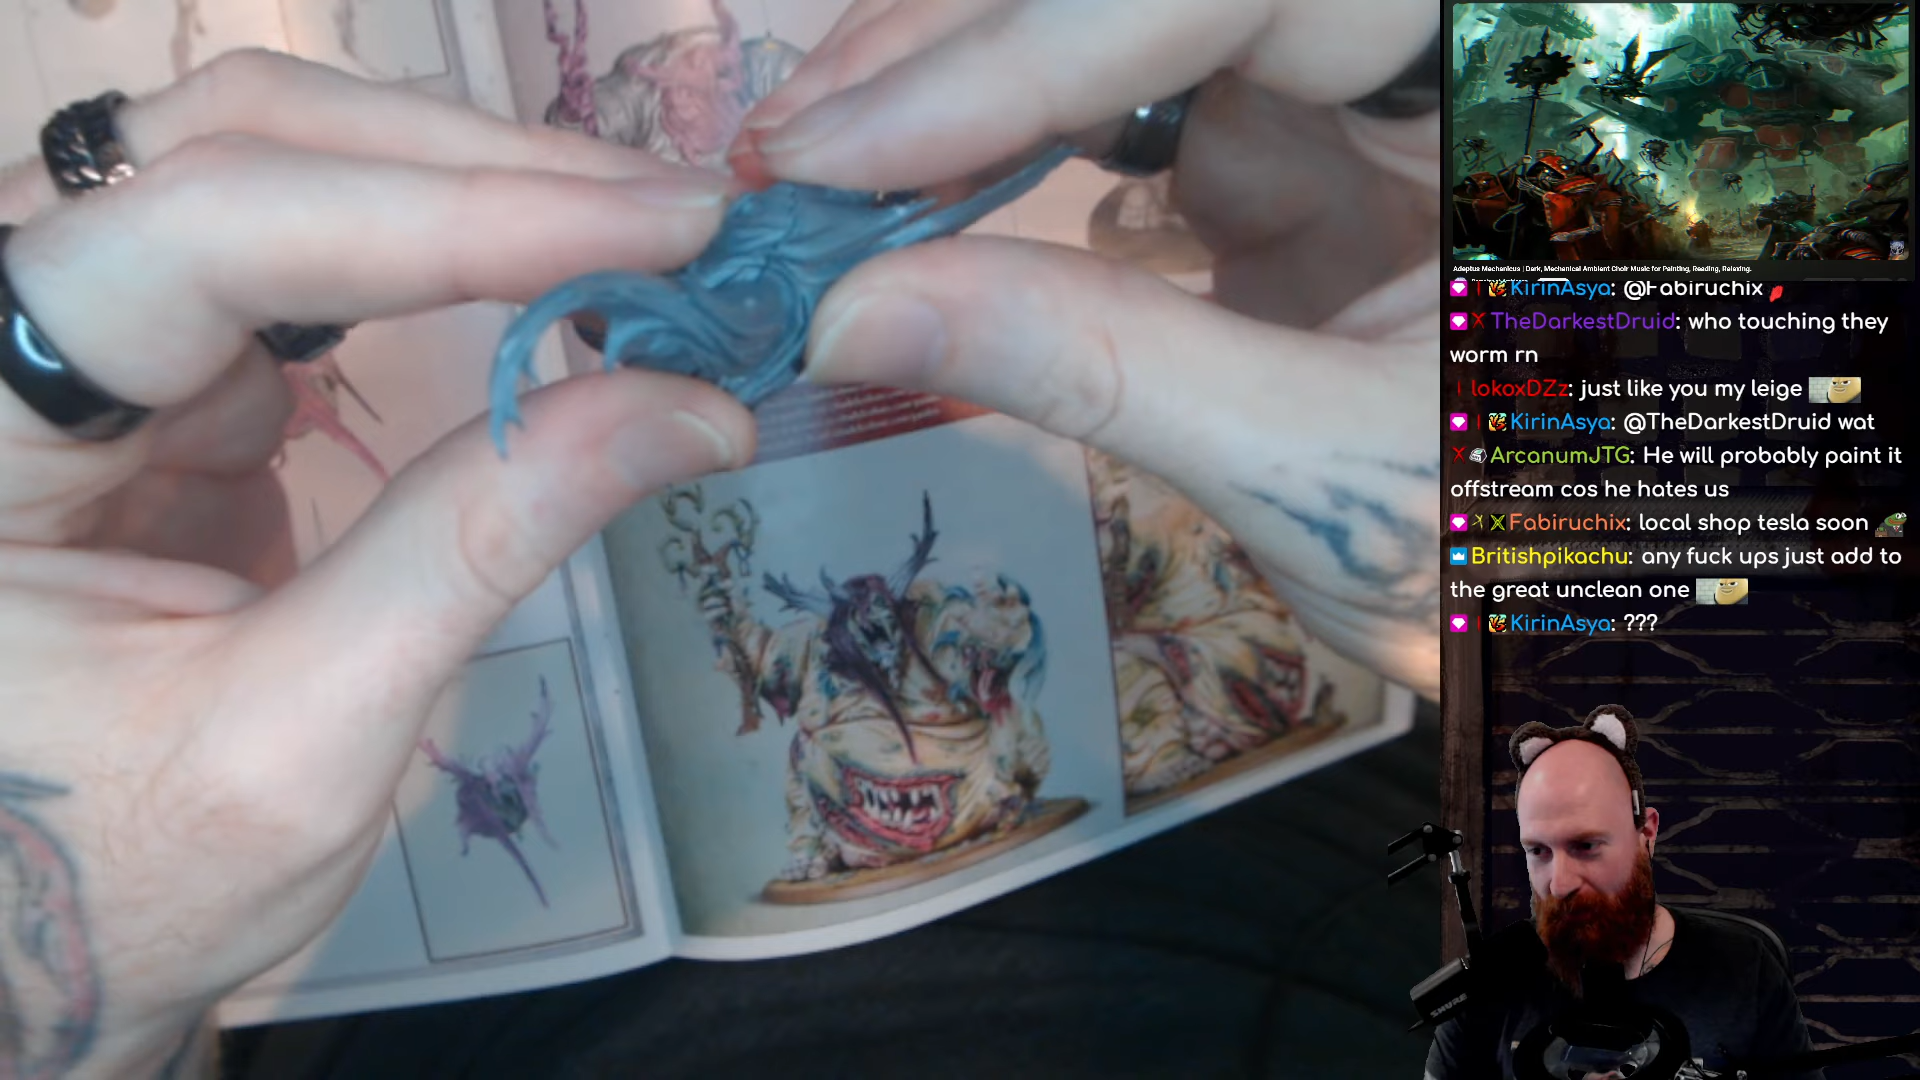 Adeptus Mechanicus | Dark, Mechanical Ambient Choir Music for Painting, Reading, Relaxing.
KirinAsya: @Fabiruchix
TheDarkestDruid: who touching they
worm rn
lokoxDZz: just like you my leige
KirinAsya: @TheDarkestDruid wat
ArcanumJTG: He will probably paint it
offstream cos he hates us
Fabiruchix: local shop tesla soon
Britishpikachu: any fuck ups just add to
the great unclean one
KirinAsya: ???
SHURE